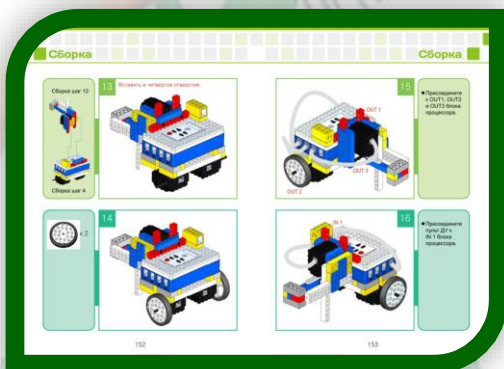 Сборка
Сборка
Сборка шаг 12
Сборка шаг 4
13
Вставить в четвертое отверстие.
14
x 2
152
15
OUT 1
OUT 3
OUT 2
●Присоедините
к OUT1, OUT2
и OUT3 блока
процессора.
16
IN 1
●Присоедините
пульт ДУ к
IN 1 блока
процессора.
153